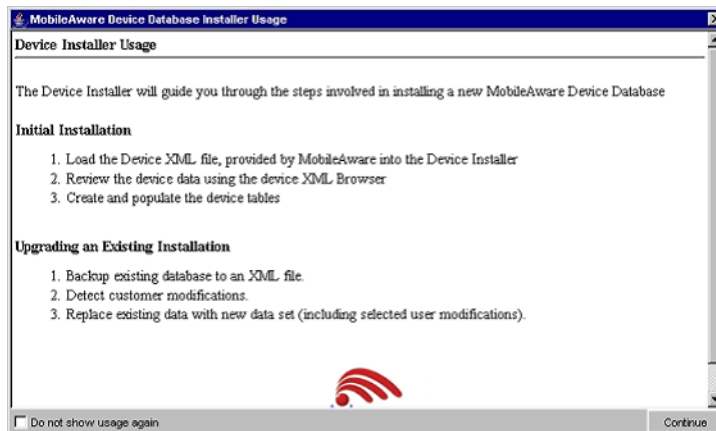 MobileAware Device Database Installer Usage
Device Installer Usage
The Device Installer will guide you through the steps involved in installing a new MobileAware Device Database
Initial Installation
1. Load the Device XML file, provided by MobileAware into the Device Installer
2. Review the device data using the device XML Browser
3. Create and populate the device tables
Upgrading an Existing Installation
1. Backup existing database to an XML file.
2. Detect customer modifications.
3. Replace existing data with new data set (including selected user modifications).
Do not show usage again
Continue